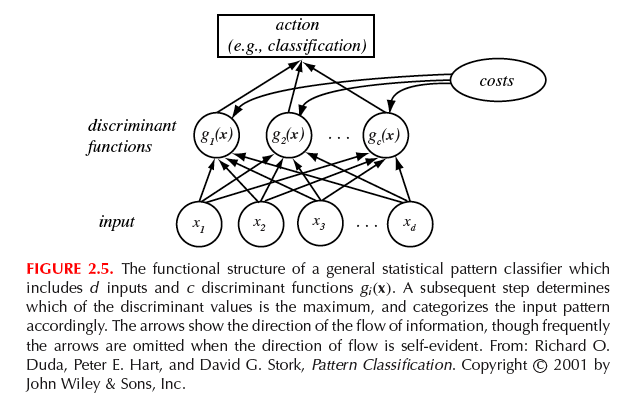 action
(e.g., classification)
costs
discriminant
functions
g1(x) g2(x) . . . gc(x)
input
x1 x2 x3 . . . xd
FIGURE 2.5. The functional structure of a general statistical pattern classifier which
includes d inputs and c discriminant functions gi(x). A subsequent step determines
which of the discriminant values is the maximum, and categorizes the input pattern
accordingly. The arrows show the direction of the flow of information, though frequently
the arrows are omitted when the direction of flow is self-evident. From: Richard O.
Duda, Peter E. Hart, and David G. Stork, Pattern Classification. Copyright © 2001 by
John Wiley & Sons, Inc.